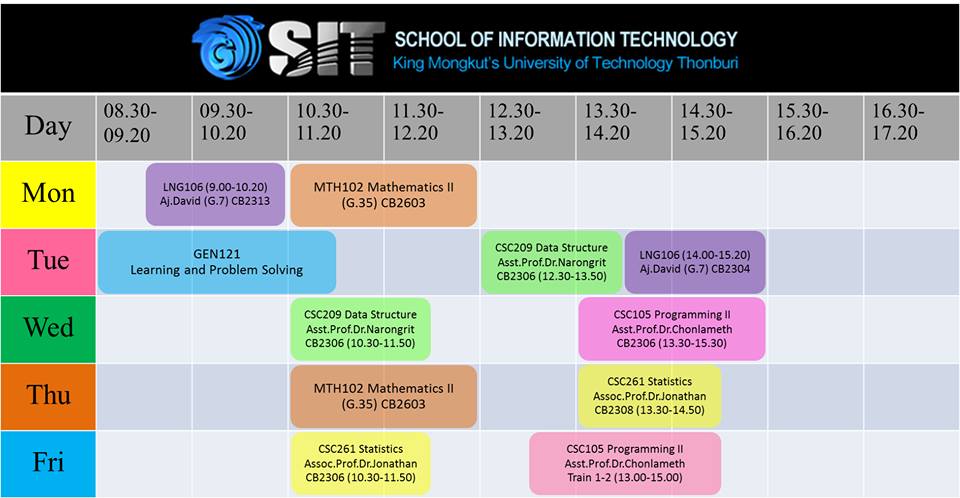 SIT
SCHOOL OF INFORMATION TECHNOLOGY
King Mongkut's University of Technology Thonburi
Day
08.30-
09.20
09.30-
10.20
10.30-
11.20
11.30-
12.20
12.30-
13.20
13.30-
14.20
14.30-
15.20
15.30-
16.20
16.30-
17.20
Mon
LNG106 (9.00-10.20)
Aj.David (G.7) CB2313
MTH102 Mathematics II
(G.35) CB2603
Tue
GEN121
Learning and Problem Solving
CSC209 Data Structure
Asst.Prof.Dr.Narongrit
CB2306 (12.30-13.50)
LNG106 (14.00-15.20)
Aj.David (G.7) CB2304
Wed
CSC209 Data Structure
Asst.Prof.Dr.Narongrit
CB2306 (10.30-11.50)
CSC105 Programming II
Asst.Prof.Dr.Chonlameth
CB2306 (13.30-15.30)
Thu
MTH102 Mathematics II
(G.35) CB2603
CSC261 Statistics
Assoc.Prof.Dr.Jonathan
CB2308 (13.30-14.50)
Fri
CSC261 Statistics
Assoc.Prof.Dr.Jonathan
CB2306 (10.30-11.50)
CSC105 Programming II
Asst.Prof.Dr.Chonlameth
Train 1-2 (13.00-15.00)